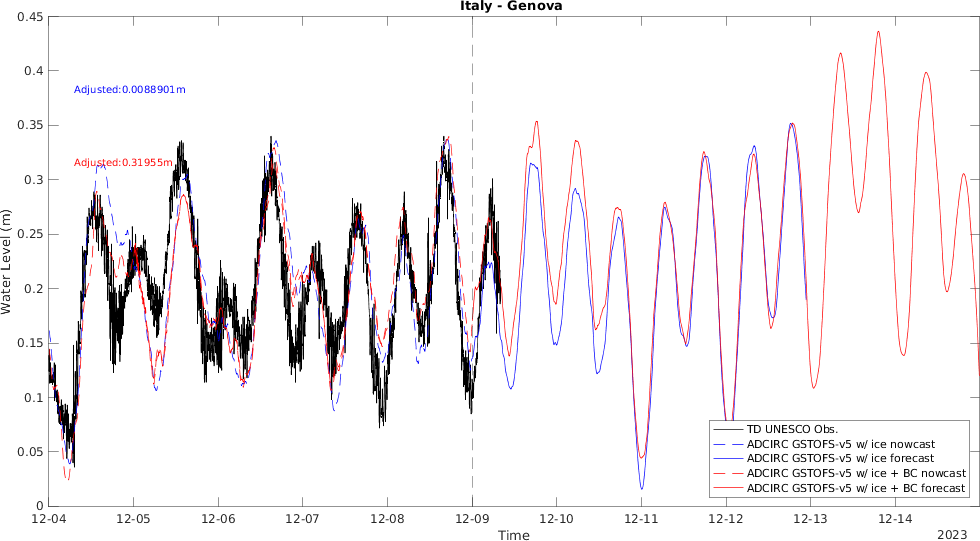 Italy - Genova
0.45
0.4
0.35
0.3
0.25
0.2
0.15
0.1
0.05
0
Water Level (m)
Adjusted:0.0088901m
Adjusted:0.31955m
TD UNESCO Obs.
ADCIRC GSTOFS-v5 w/ ice nowcast
ADCIRC GSTOFS-v5 w/ ice forecast
ADCIRC GSTOFS-v5 w/ ice + BC nowcast
ADCIRC GSTOFS-v5 w/ ice + BC forecast
12-04 12-05 12-06 12-07 12-08 12-09 12-10 12-11 12-12 12-13 12-14
Time
2023